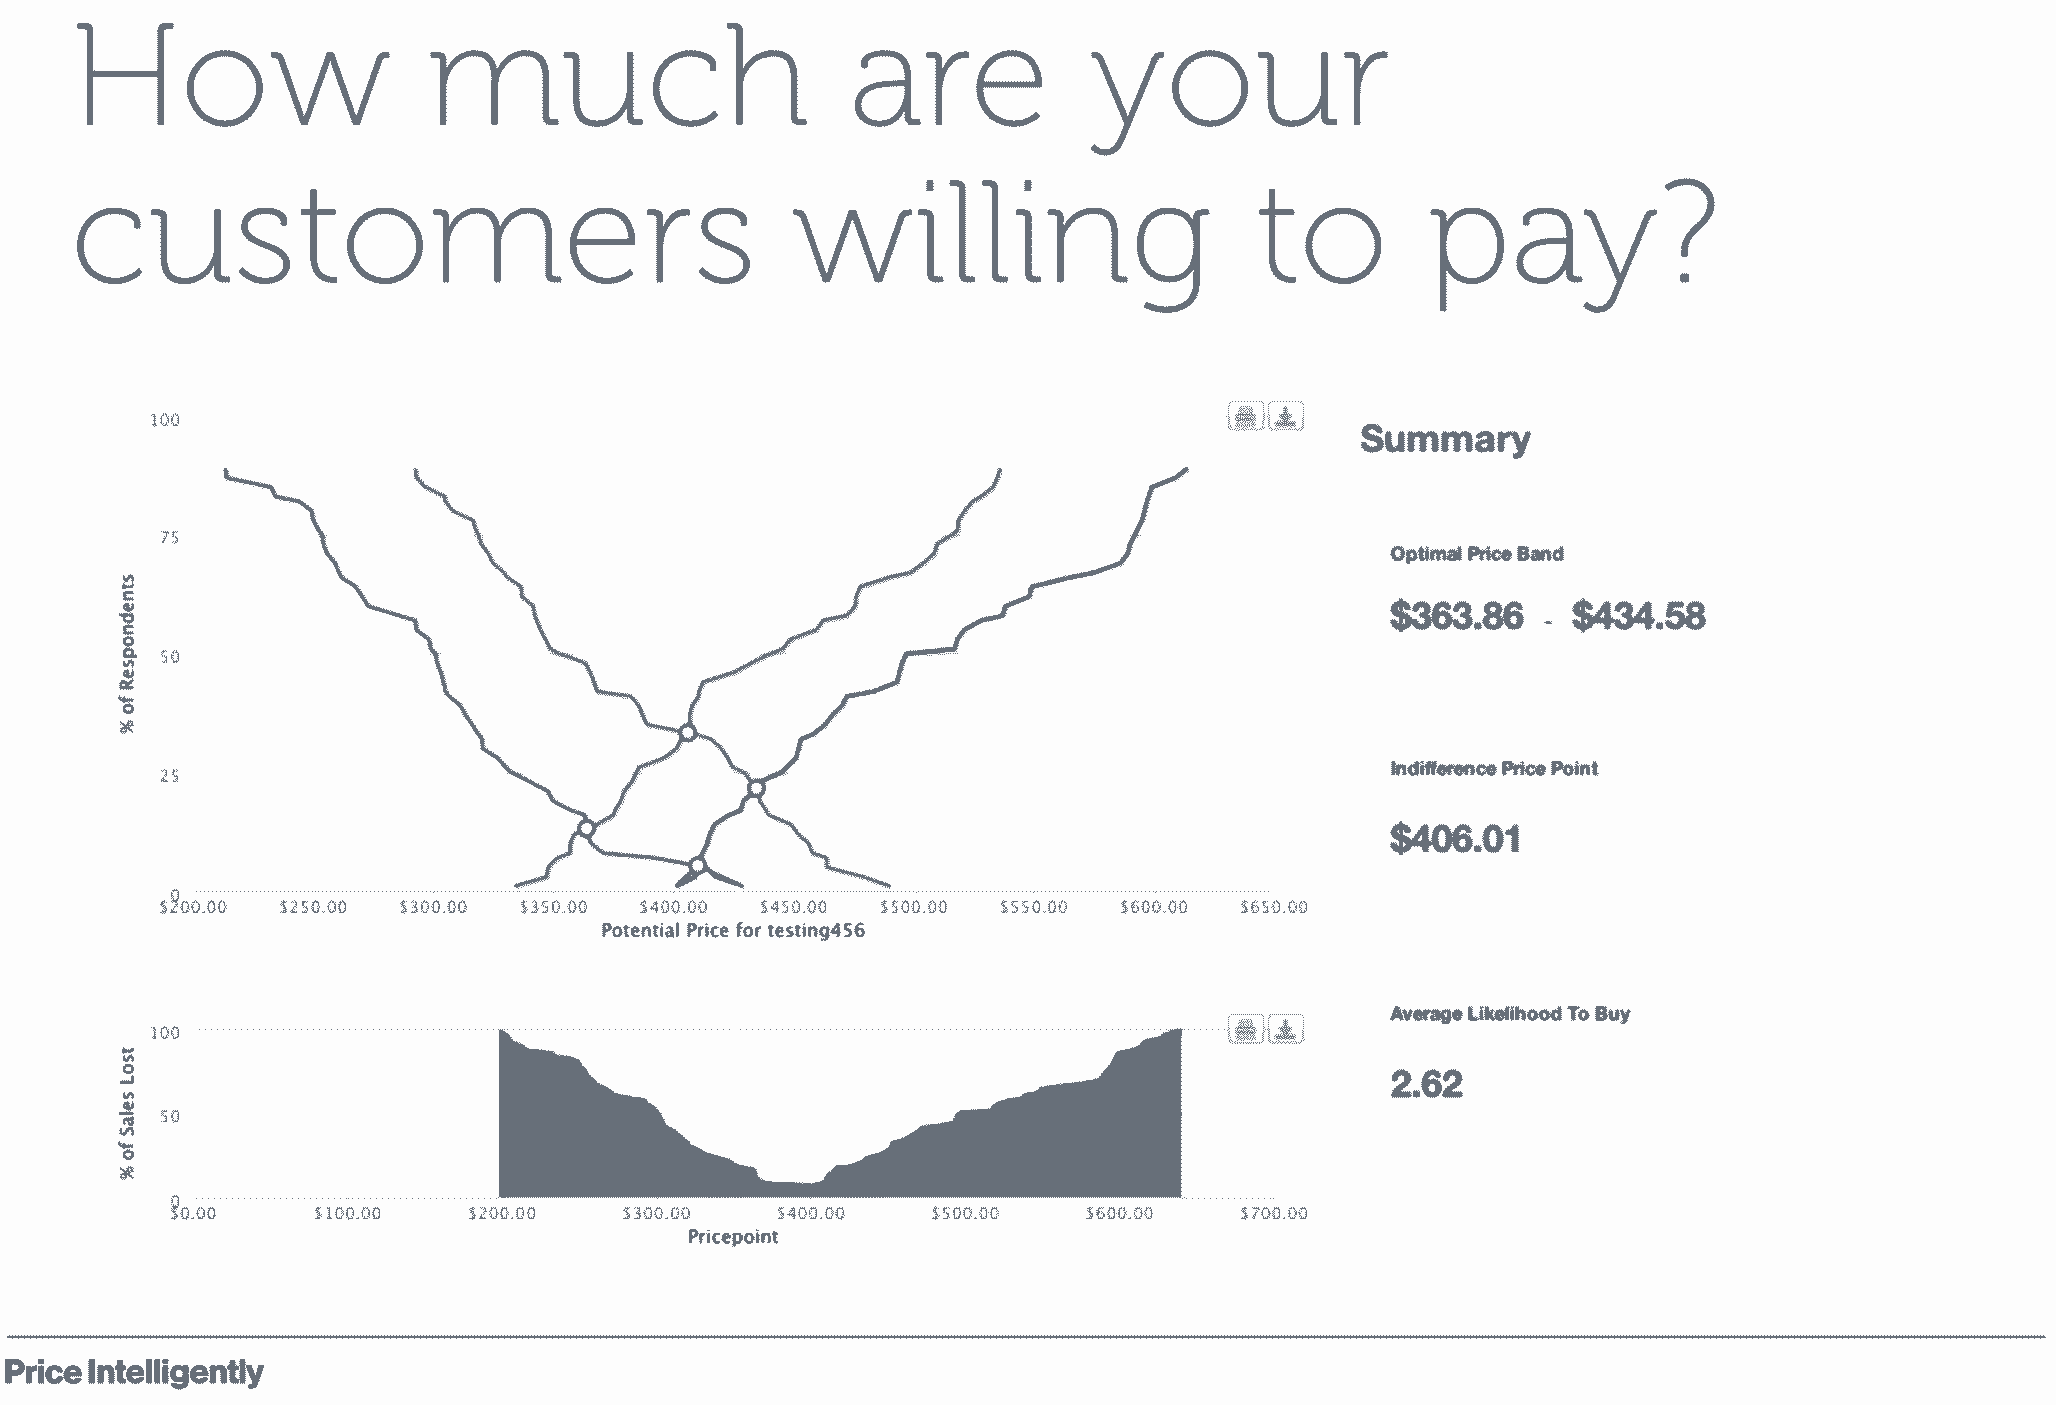 How much are your
customers willing to pay?
100
75
50
25
0
% of Respondents
$200.00 $250.00 $300.00 $350.00 $400.00 $450.00 $500.00 $550.00 $600.00 $650.00
Potential Price for testing456
Summary
Optimal Price Band
$363.86 - $434.58
Indifference Price Point
$406.01
Average Likelihood To Buy
2.62
100
50
0
% of Sales Lost
$0.00 $100.00 $200.00 $300.00 $400.00 $500.00 $600.00 $700.00
Pricepoint
Price Intelligently